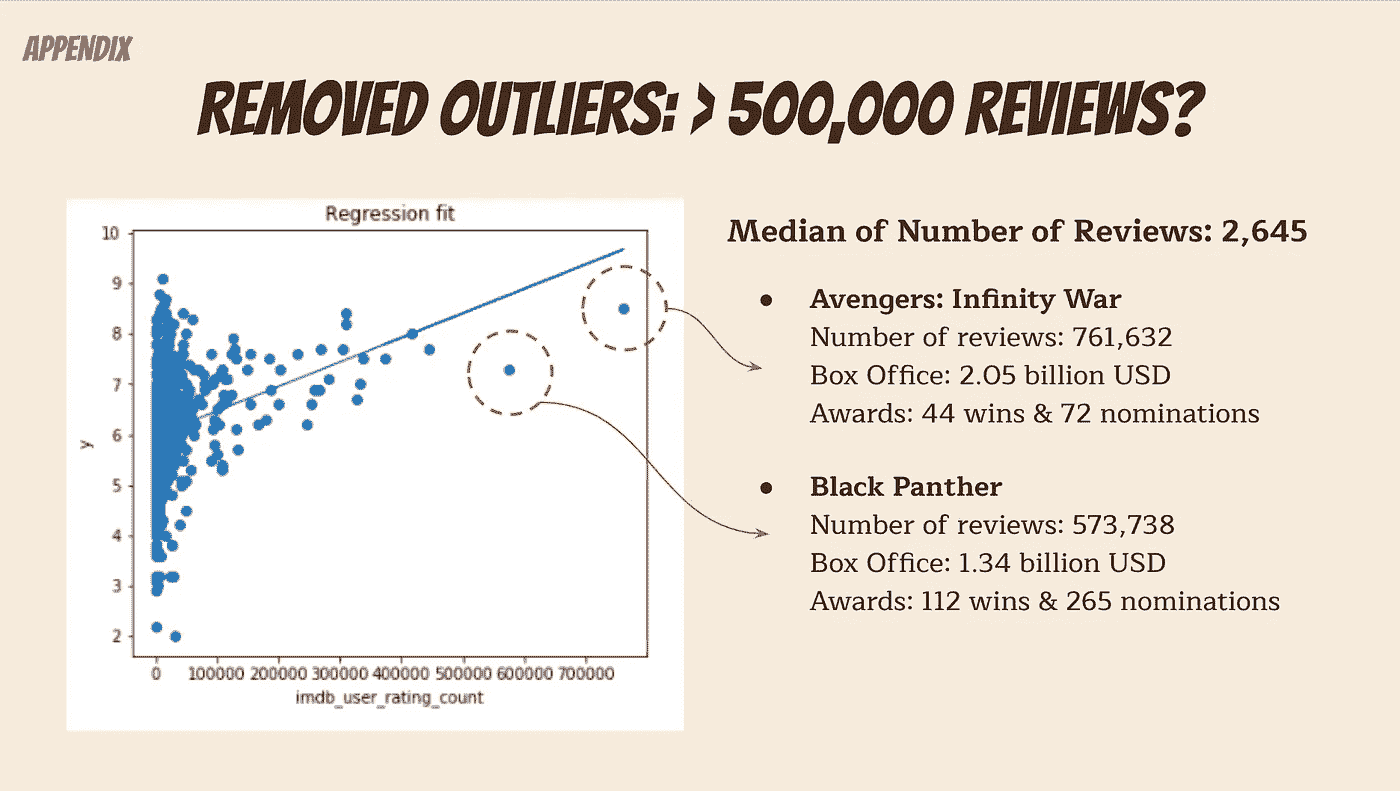 APPENDIX
REMOVED OUTLIERS: > 500,000 REVIEWS?
Regression fit
10
9
8
7
6
5
4
3
2
y
0 100000 200000 300000 400000 500000 600000 700000
imdb_user_rating_count
Median of Number of Reviews: 2,645
● Avengers: Infinity War
Number of reviews: 761,632
Box Office: 2.05 billion USD
Awards: 44 wins & 72 nominations
● Black Panther
Number of reviews: 573,738
Box Office: 1.34 billion USD
Awards: 112 wins & 265 nominations